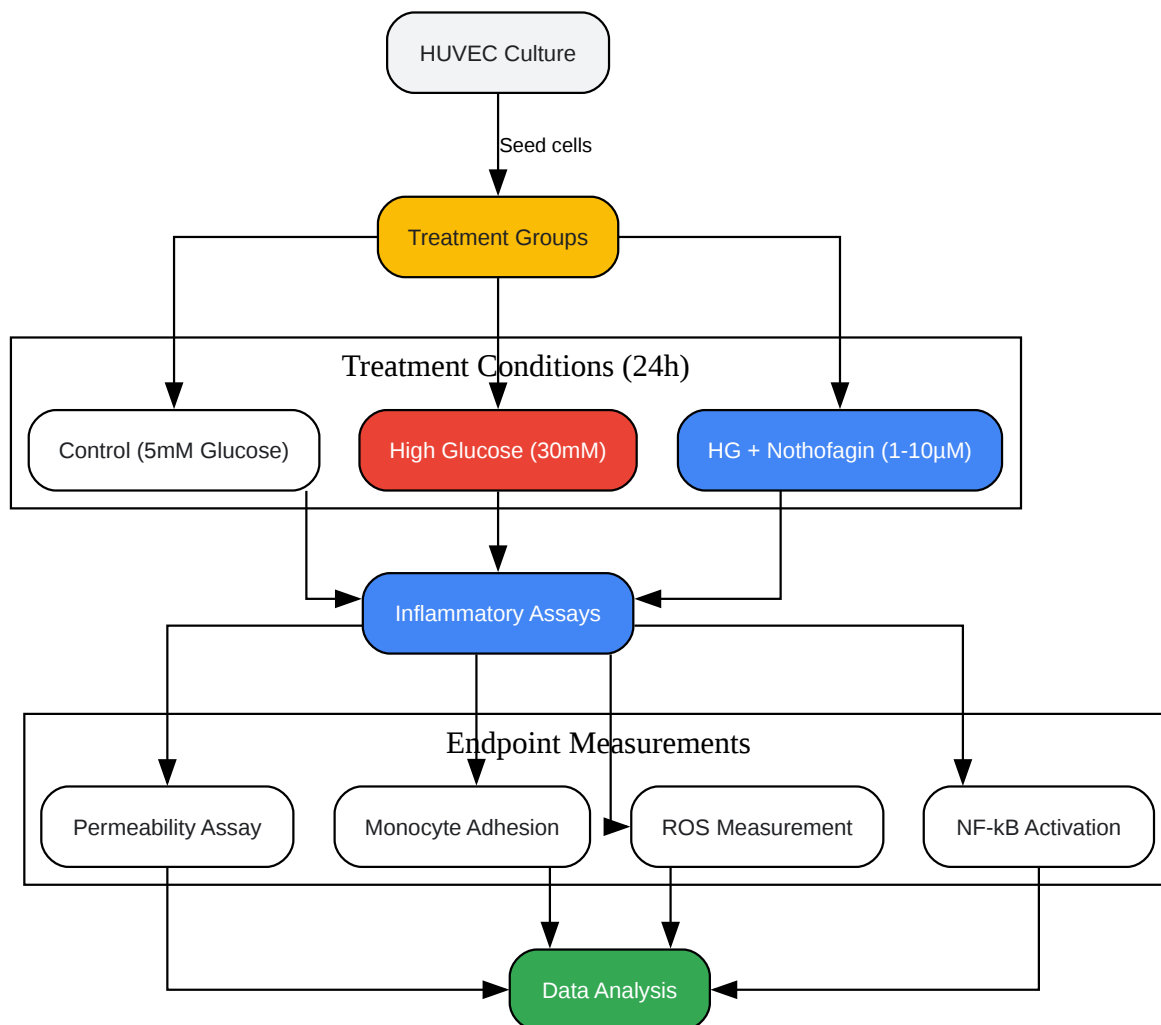 HUVEC Culture
Seed cells
Treatment Groups
Treatment Conditions (24h)
Control (5mM Glucose)
High Glucose (30mM)
HG + Nothofagin (1-10µM)
Inflammatory Assays
Endpoint Measurements
Permeability Assay
Monocyte Adhesion
ROS Measurement
NF-kB Activation
Data Analysis